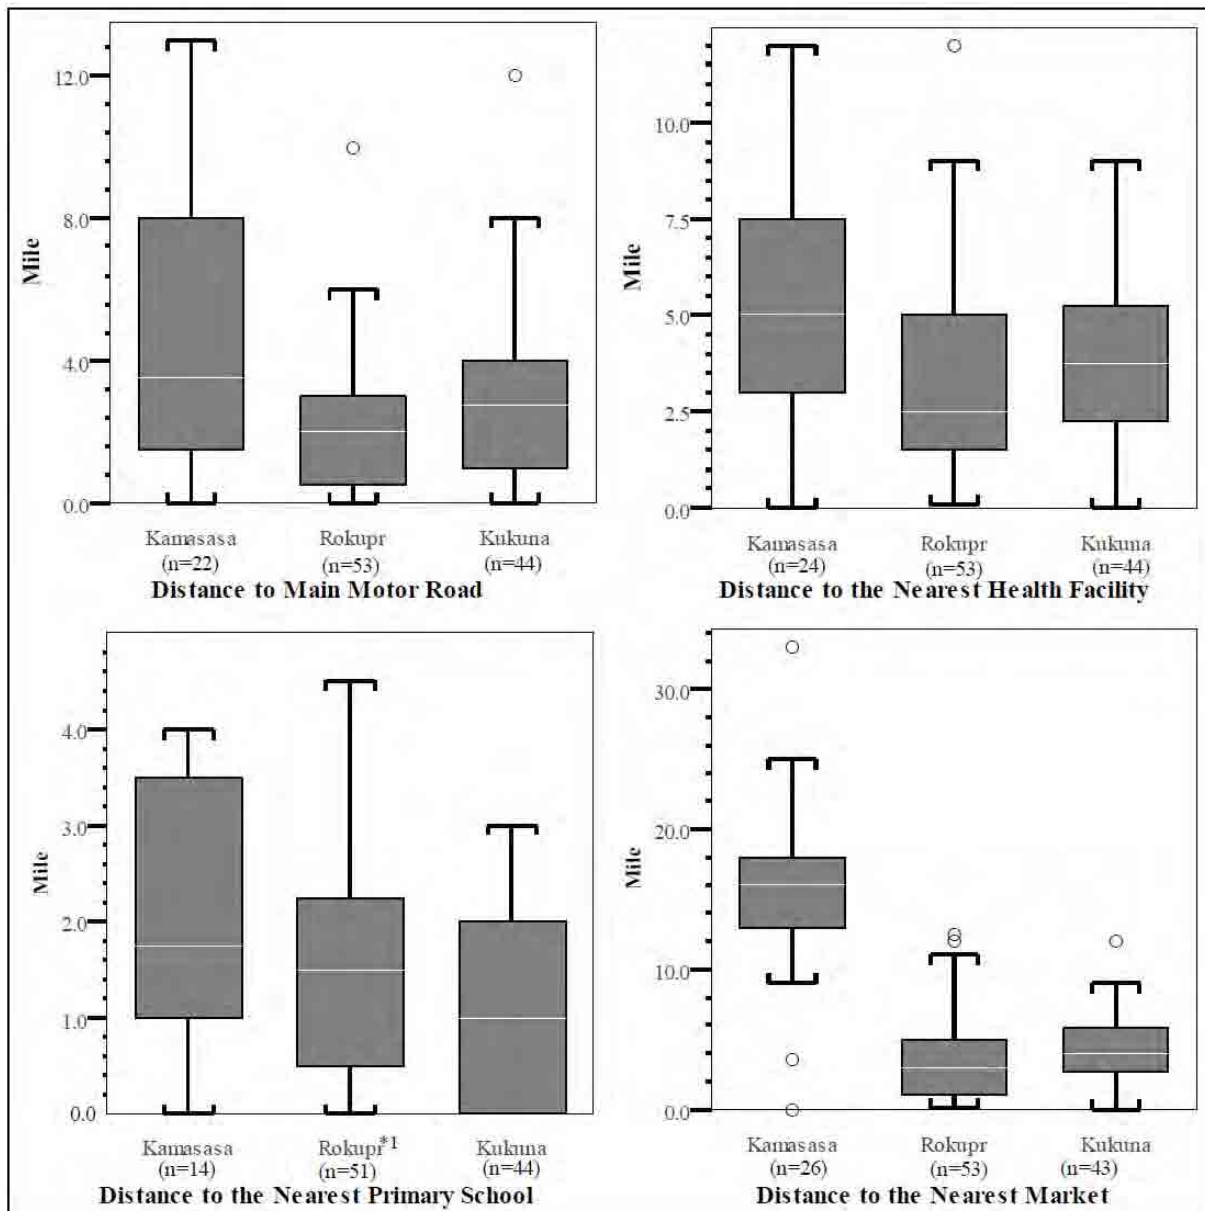 12.0
8.0
4.0
0.0
Mile
Kamasasa Rokupr Kukuna
(n=22) (n=53) (n=44)
Distance to Main Motor Road
10.0
7.5
5.0
2.5
0.0
Mile
Kamasasa Rokupr Kukuna
(n=24) (n=53) (n=44)
Distance to the Nearest Health Facility
4.0
3.0
2.0
1.0
0.0
Mile
Kamasasa Rokupr*1 Kukuna
(n=14) (n=51) (n=44)
Distance to the Nearest Primary School
30.0
20.0
10.0
0.0
Mile
Kamasasa Rokupr Kukuna
(n=26) (n=53) (n=43)
Distance to the Nearest Market